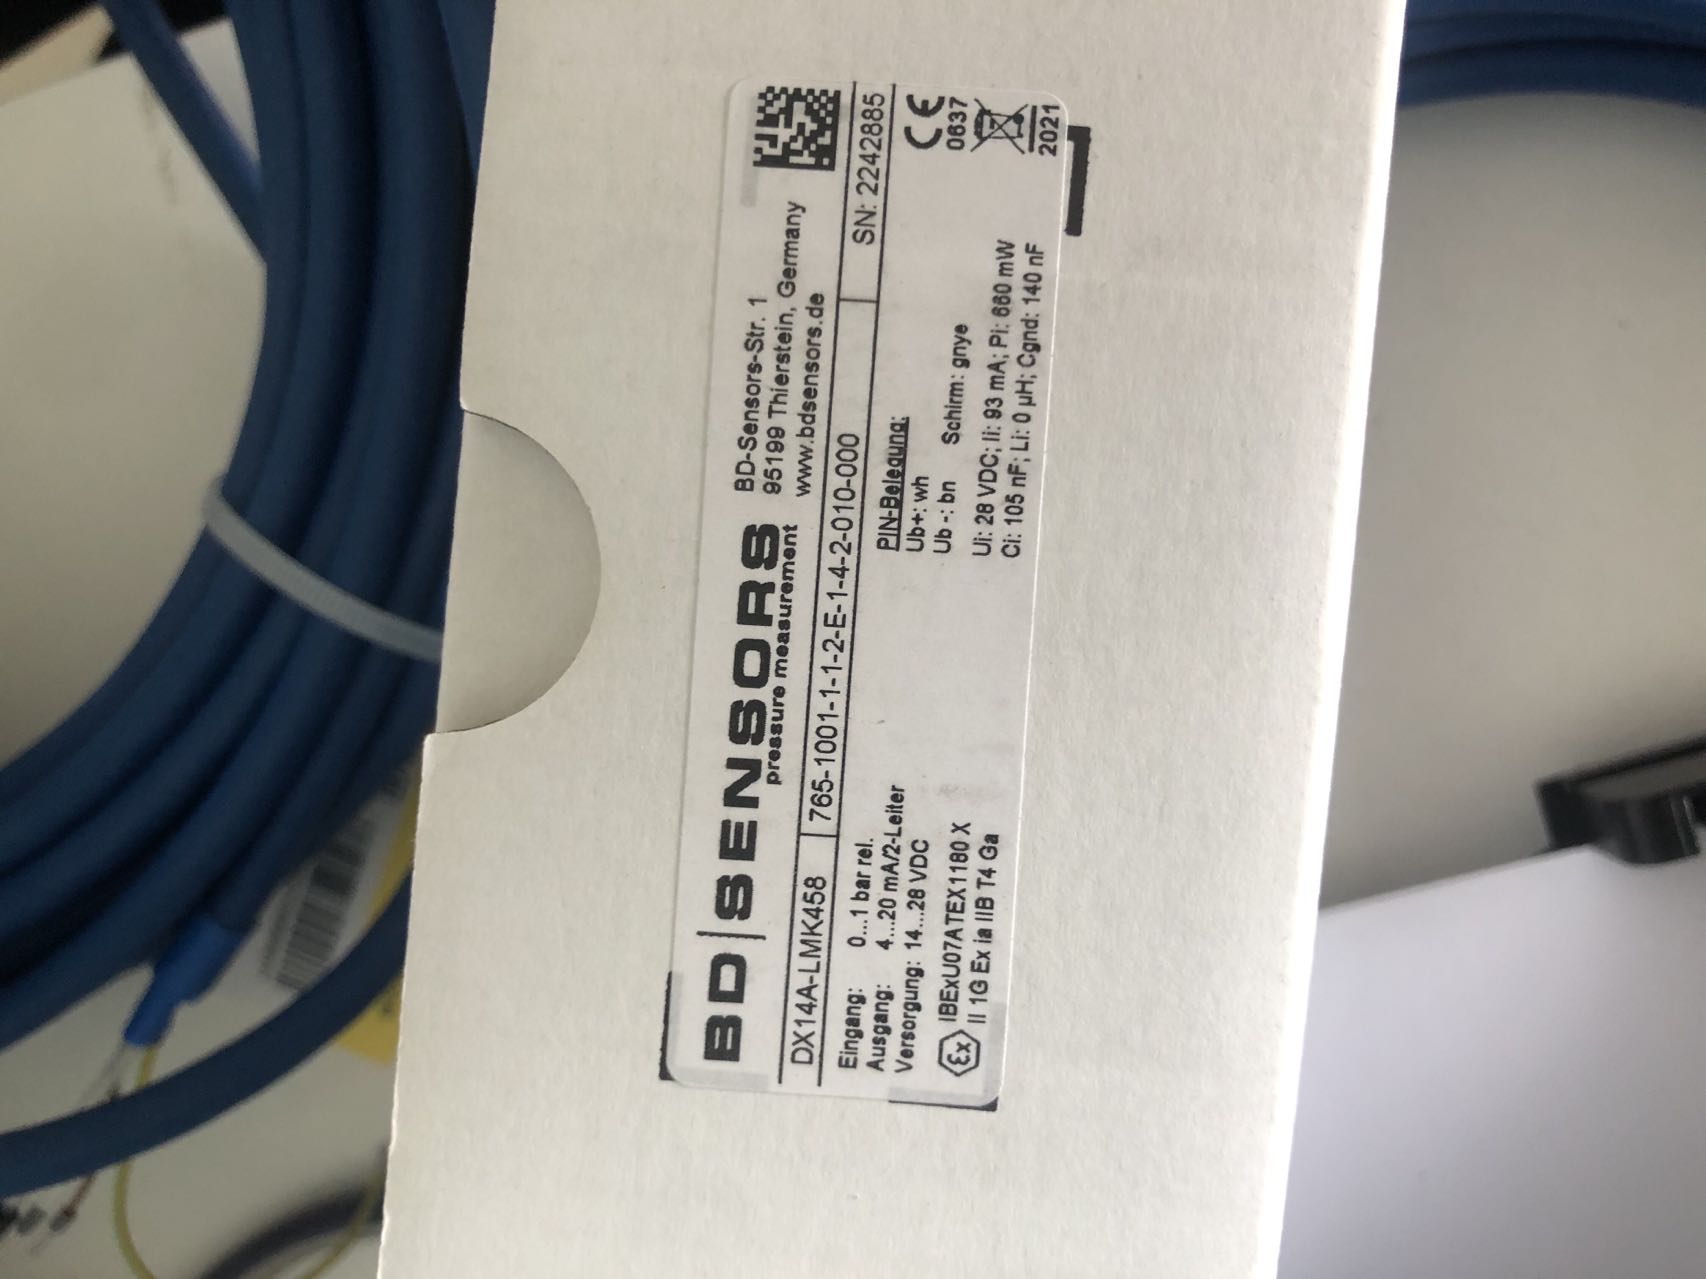 BD|SENSORS
pressure measurement
BD-Sensors-Str. 1
95199 Thierstein, Germany
www.bdsensors.de
DX14A-LMK458
765-1001-1-1-2-E-1-4-2-010-000
SN: 2242885
Eingang: 0...1 bar rel.
Ausgang: 4...20 mA/2-Leiter
Versorgung: 14...28 VDC
Ex IBExU07ATEX1180 X
II 1G Ex ia IIB T4 Ga
PIN-Belegung:
Ub+: wh
Ub -: bn Schirm: gnye
Ui: 28 VDC; Ii: 93 mA; Pi: 660 mW
Ci: 105 nF; Li: 0 µH; Cgnd: 140 nF
CE
0637
2021